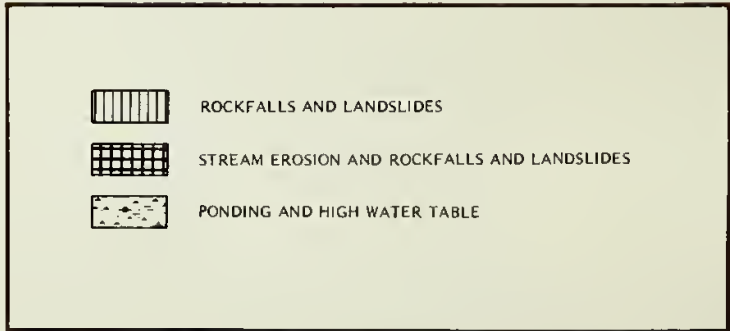 ROCKFALLS AND LANDSLIDES
STREAM EROSION AND ROCKFALLS AND LANDSLIDES
PONDING AND HIGH WATER TABLE